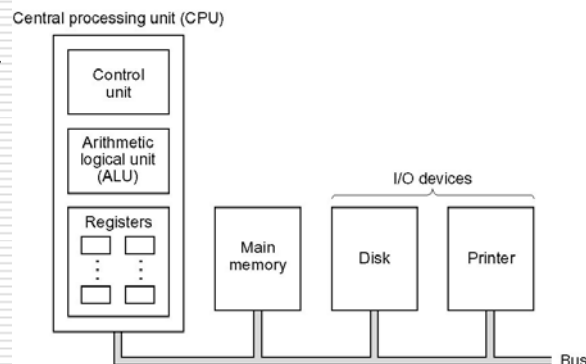 Central processing unit (CPU)
Control
unit
Arithmetic
logical unit
(ALU)
Registers
I/O devices
Main
memory
Disk
Printer
Bus